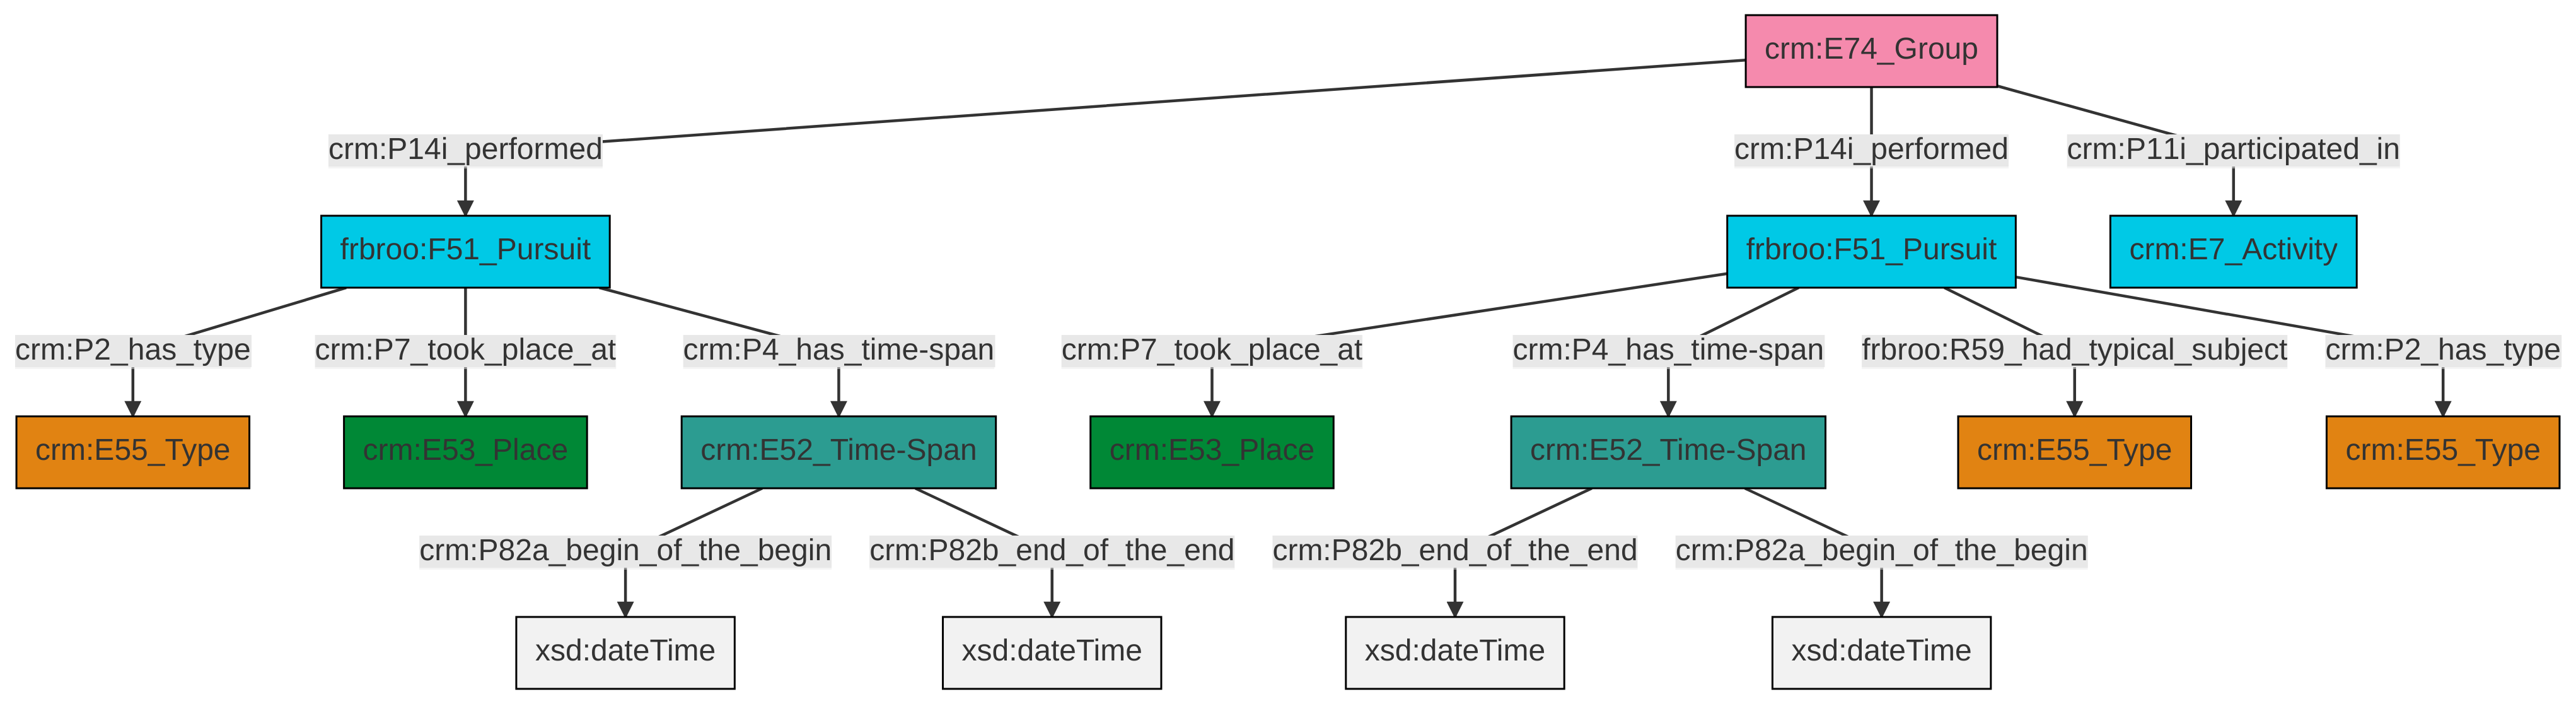 crm:E74_Group
crm:P14i_performed
crm:P14i_performed
crm:P11i_participated_in
frbroo:F51_Pursuit
frbroo:F51_Pursuit
crm:E7_Activity
crm:P2_has_type
crm:P7_took_place_at
crm:P4_has_time-span
crm:P7_took_place_at
crm:P4_has_time-span
frbroo:R59_had_typical_subject
crm:P2_has_type
crm:E55_Type
crm:E53_Place
crm:E52_Time-Span
crm:E53_Place
crm:E52_Time-Span
crm:E55_Type
crm:E55_Type
crm:P82a_begin_of_the_begin
crm:P82b_end_of_the_end
crm:P82b_end_of_the_end
crm:P82a_begin_of_the_begin
xsd:dateTime
xsd:dateTime
xsd:dateTime
xsd:dateTime